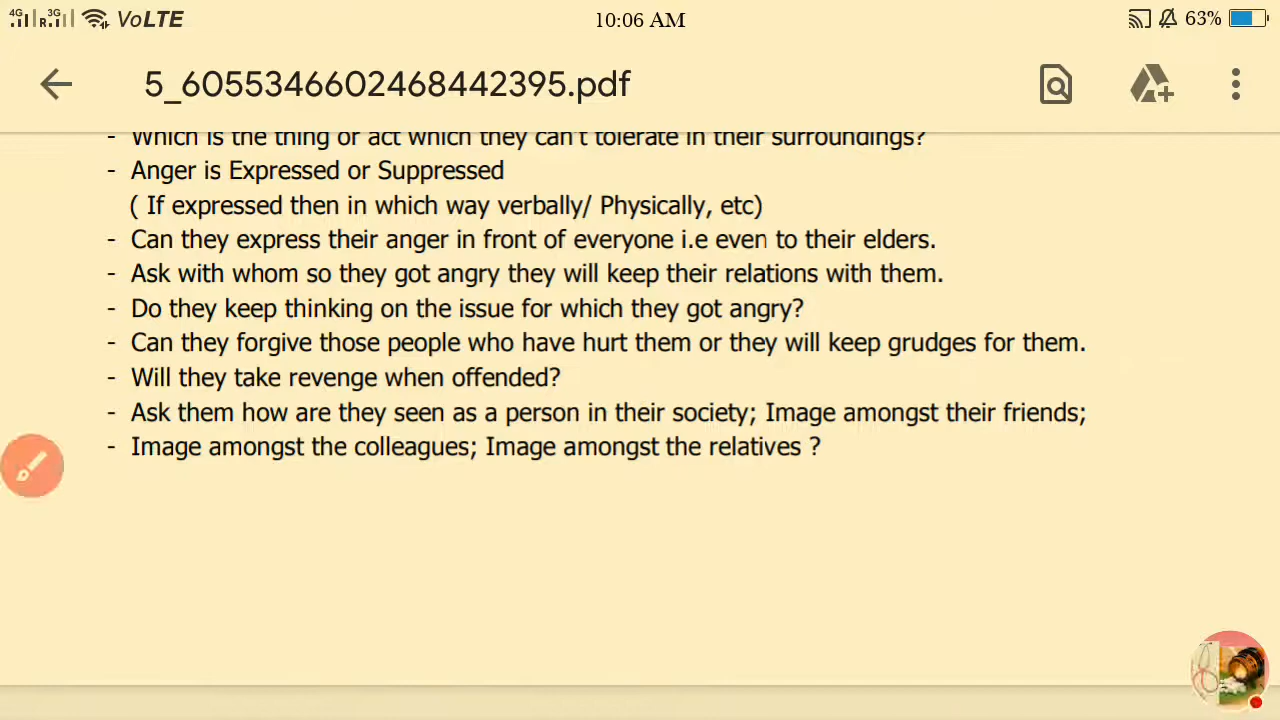 4G R 3G VoLTE 10:06 AM 63%
5_6055346602468442395.pdf
- Which is the thing or act which they can't tolerate in their surroundings?
- Anger is Expressed or Suppressed
( If expressed then in which way verbally/ Physically, etc)
- Can they express their anger in front of everyone i.e even to their elders.
- Ask with whom so they got angry they will keep their relations with them.
- Do they keep thinking on the issue for which they got angry?
- Can they forgive those people who have hurt them or they will keep grudges for them.
- Will they take revenge when offended?
- Ask them how are they seen as a person in their society; Image amongst their friends;
- Image amongst the colleagues; Image amongst the relatives ?